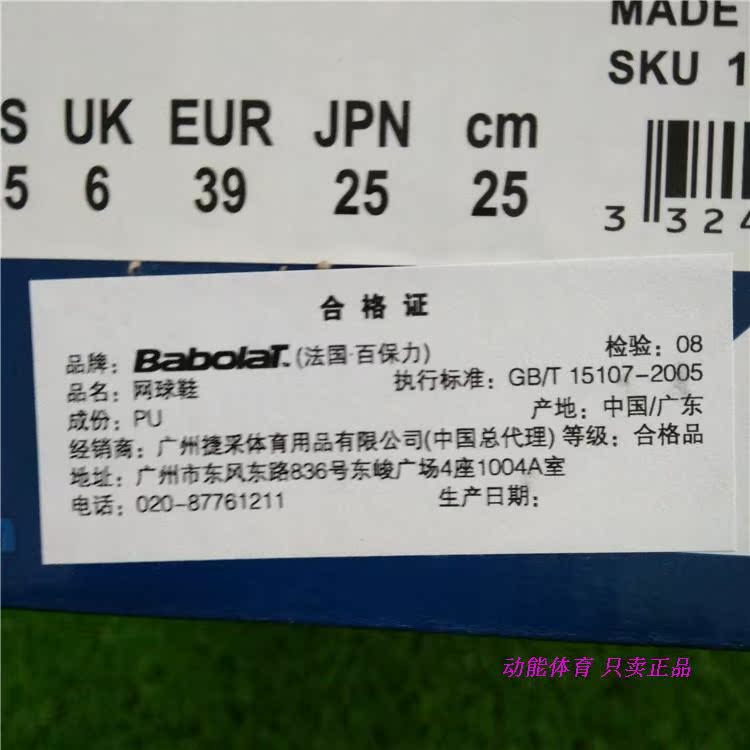 MADE
SKU 1
S UK EUR JPN cm
5 6 39 25 25
3 324
合格证
品牌：BabolaT.(法国·百保力) 检验：08
品名：网球鞋 执行标准：GB/T 15107-2005
成份：PU 产地：中国/广东
经销商：广州捷采体育用品有限公司(中国总代理) 等级：合格品
地址：广州市东风东路836号东峻广场4座1004A室
电话：020-87761211 生产日期：
动能体育 只卖正品